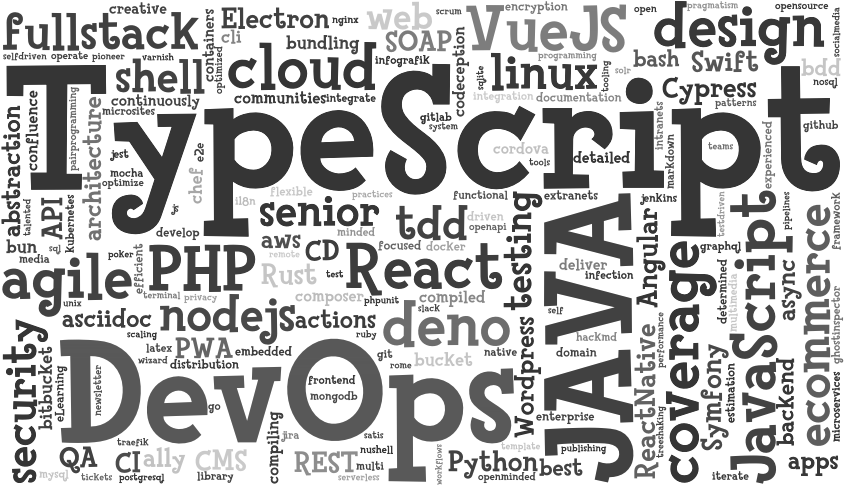 creative
Electron
nginx
web
scrum
VueJS
encryption
open
pragmatism
design
opensource
socialmedia
fullstack
containers
optimized
cli
bundling
SOAP
codeception
programming
bash
Swift
bdd
nosql
selfdriven
operate
pioneer
varnish
shell
cloud
infografik
sqlite
linux
tooling
solr
Cypress
patterns
continuously
communities
integrate
integration
documentation
microsites
TypeScript
gitlab
system
github
confluence
pairprogramming
abstraction
talented
architecture
jest
mocha
optimize
chef
e2e
js
cordova
tools
detailed
intranets
markdown
teams
experienced
API
Kubernetes
sql
bun
media
i18n
flexible
practices
functional
extranets
jenkins
testdriven
pipelines
framework
develop
senior
minded
tdd
driven
openapi
testing
JAVA
Angular
graphql
JavaScript
async
ecommerce
poker
efficient
PHP
aws
remote
CD
focused
docker
Rust
test
React
deliver
infection
coverage
determined
multimedia
ghostinspector
agile
unix
terminal
privacy
composer
phpunit
compiled
slack
self
hackmd
asciidoc
scaling
nodejs
actions
ruby
deno
native
domain
performance
security
bitbucket
eLearning
newsletter
latex
wizard
PWA
embedded
distribution
git
rome
bucket
Wordpress
ReactNative
treeshaking
Symfony
estimation
backend
microservices
DevOps
go
frontend
mongodb
enterprise
QA
traefik
CI
ally
CMS
compiling
jira
satis
nushell
REST
multi
serverless
workflows
template
Python
openminded
best
publishing
iterate
apps
mysql
tickets
postgresql
library